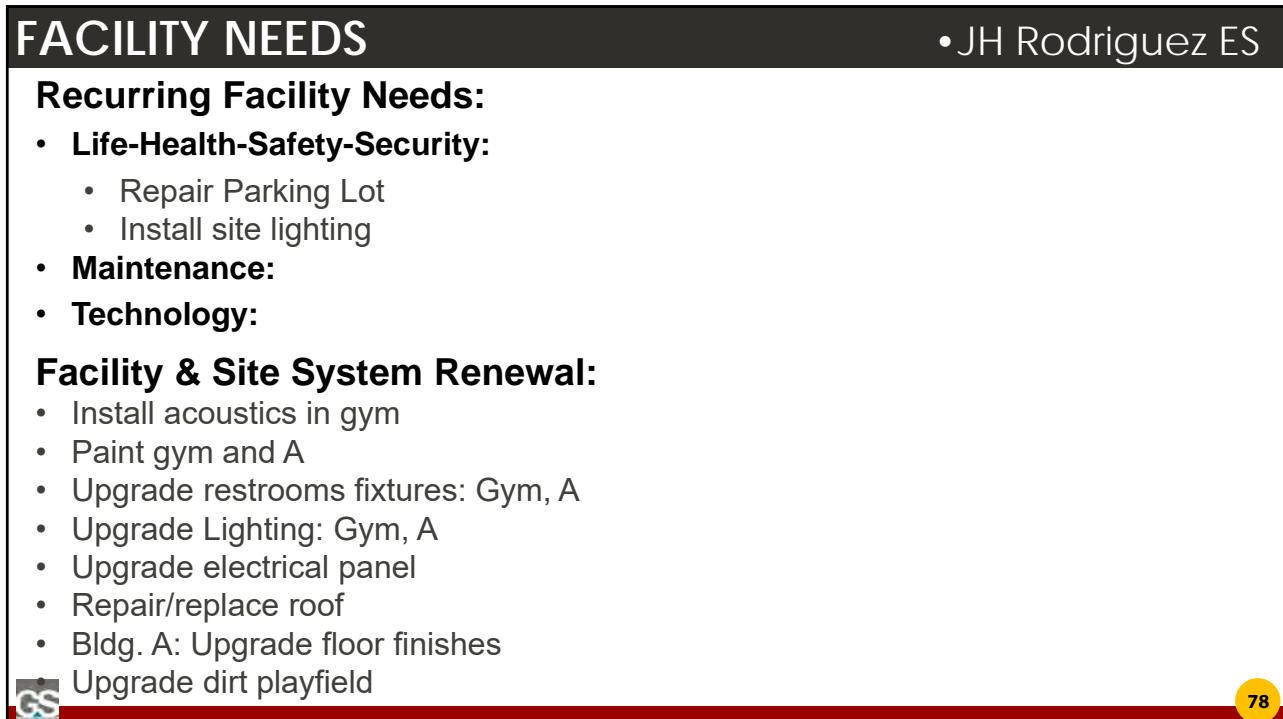 FACILITY NEEDS •JH Rodriguez ES
Recurring Facility Needs:
• Life-Health-Safety-Security:
• Repair Parking Lot
• Install site lighting
• Maintenance:
• Technology:
Facility & Site System Renewal:
• Install acoustics in gym
• Paint gym and A
• Upgrade restrooms fixtures: Gym, A
• Upgrade Lighting: Gym, A
• Upgrade electrical panel
• Repair/replace roof
• Bldg. A: Upgrade floor finishes
• Upgrade dirt playfield
GS
78